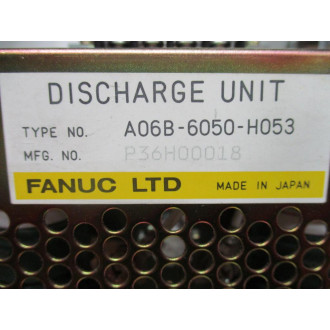 DISCHARGE UNIT
TYPE NO. A06B-6050-H053
MFG. NO. P36H00018
FANUC LTD MADE IN JAPAN